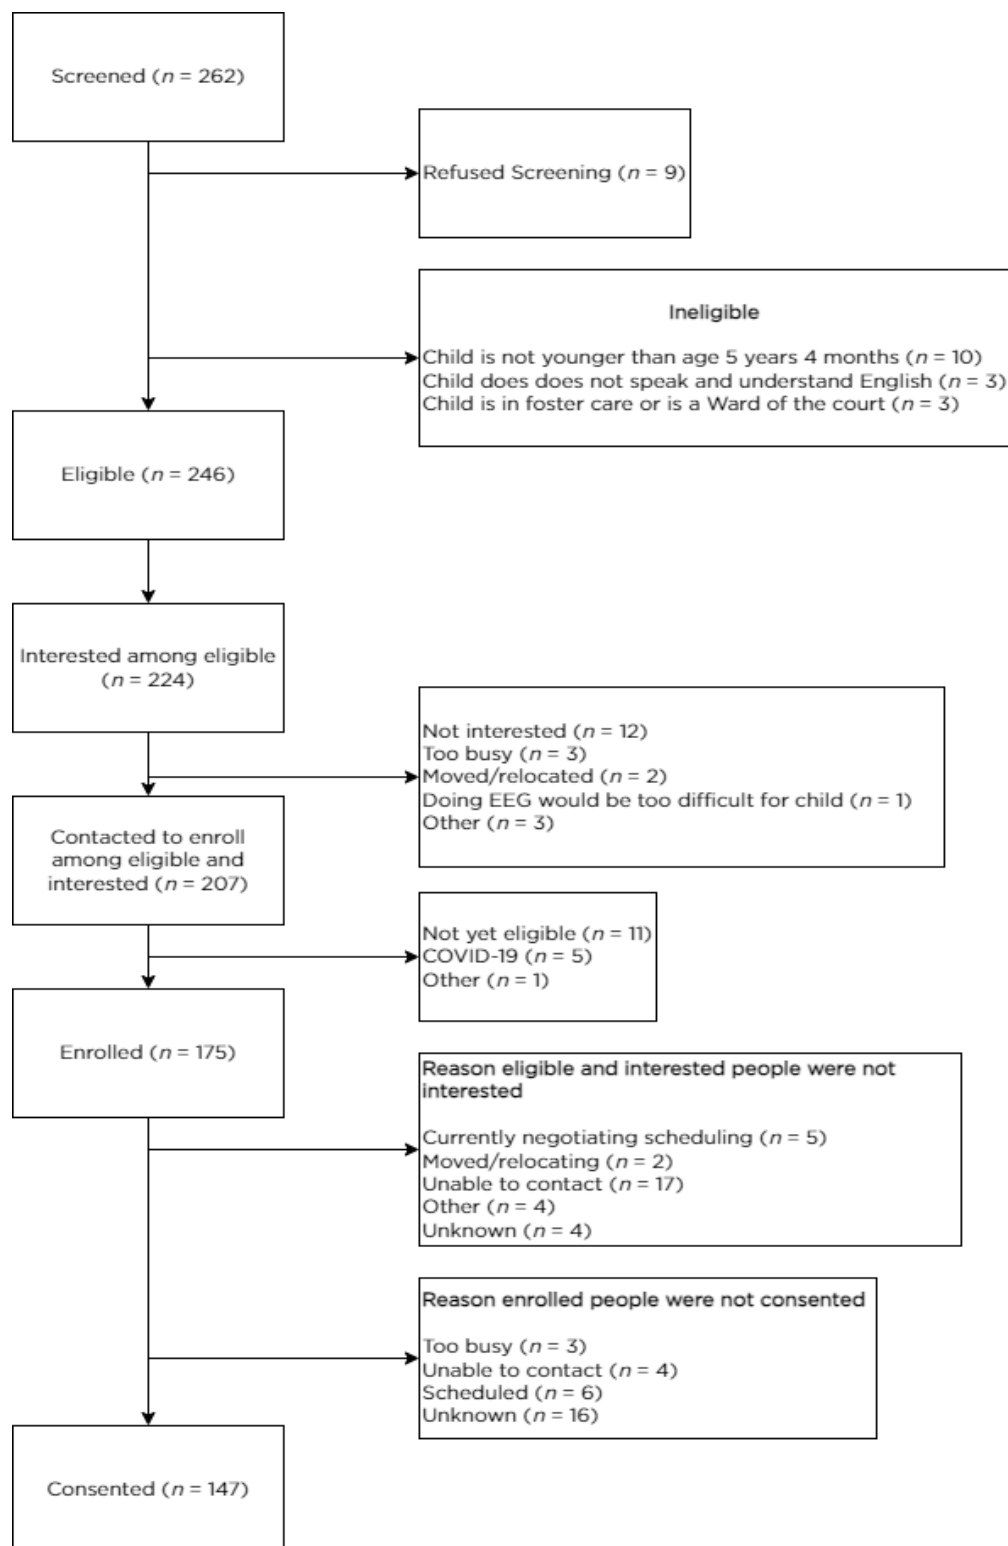 Screened (n = 262)
Refused Screening (n = 9)
Ineligible
Child is not younger than age 5 years 4 months (n = 10)
Child does does not speak and understand English (n = 3)
Child is in foster care or is a Ward of the court (n = 3)
Eligible (n = 246)
Interested among eligible
(n = 224)
Not interested (n = 12)
Too busy (n = 3)
Moved/relocated (n = 2)
Doing EEG would be too difficult for child (n = 1)
Other (n = 3)
Contacted to enroll
among eligible and
interested (n = 207)
Not yet eligible (n = 11)
COVID-19 (n = 5)
Other (n = 1)
Enrolled (n = 175)
Reason eligible and interested people were not
interested
Currently negotiating scheduling (n = 5)
Moved/relocating (n = 2)
Unable to contact (n = 17)
Other (n = 4)
Unknown (n = 4)
Reason enrolled people were not consented
Too busy (n = 3)
Unable to contact (n = 4)
Scheduled (n = 6)
Unknown (n = 16)
Consented (n = 147)